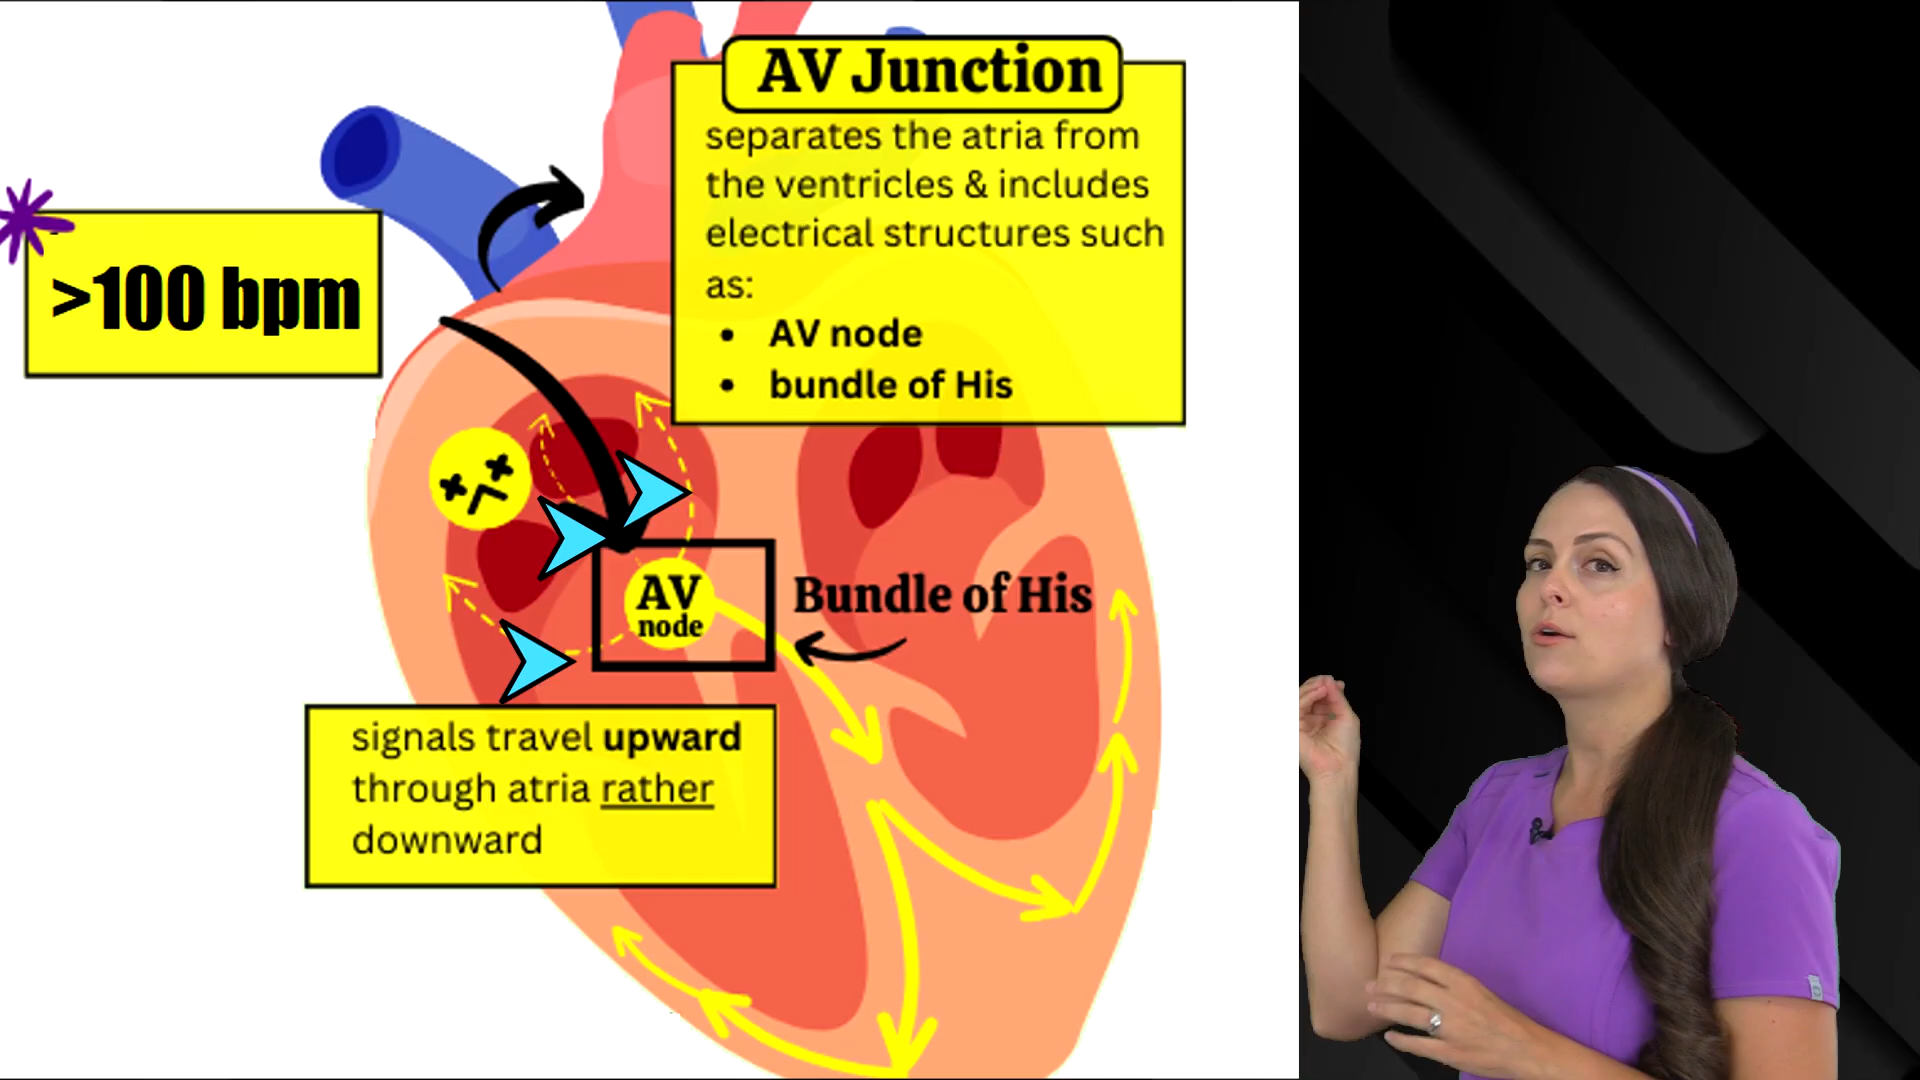 AV Junction
separates the atria from
the ventricles & includes
electrical structures such
as:
• AV node
• bundle of His
>100 bpm
AV
node
Bundle of His
signals travel upward
through atria rather
downward